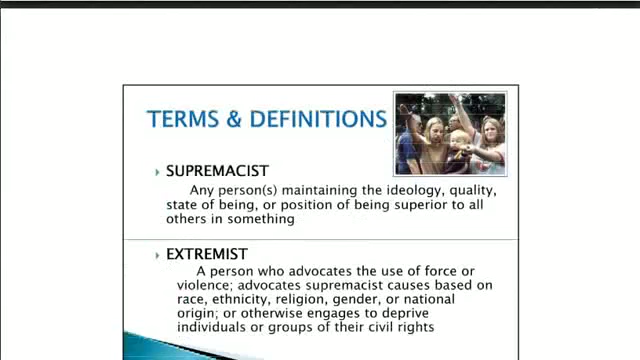 TERMS & DEFINITIONS
SUPREMACIST
Any person(s) maintaining the ideology, quality,
state of being, or position of being superior to all
others in something
EXTREMIST
A person who advocates the use of force or
violence; advocates supremacist causes based on
race, ethnicity, religion, gender, or national
origin; or otherwise engages to deprive
individuals or groups of their civil rights